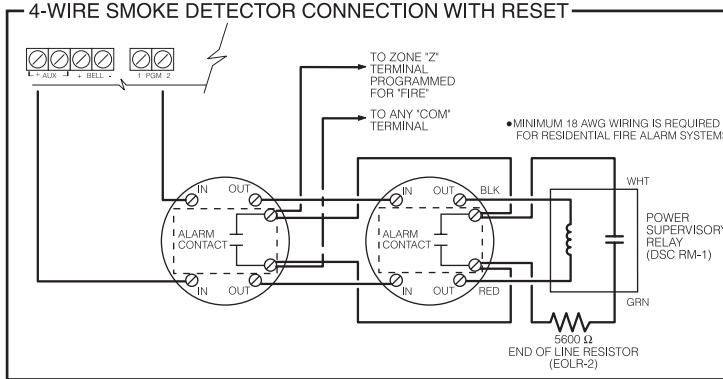 4-WIRE SMOKE DETECTOR CONNECTION WITH RESET
+ AUX - + BELL - 1 PGM 2
TO ZONE "Z"
TERMINAL
PROGRAMMED
FOR "FIRE"
TO ANY "COM"
TERMINAL
•MINIMUM 18 AWG WIRING IS REQUIRED
FOR RESIDENTIAL FIRE ALARM SYSTEMS
IN OUT
ALARM
CONTACT
IN OUT
IN OUT
ALARM
CONTACT
IN OUT
BLK
RED
WHT
POWER
SUPERVISORY
RELAY
(DSC RM-1)
GRN
5600 Ω
END OF LINE RESISTOR
(EOLR-2)